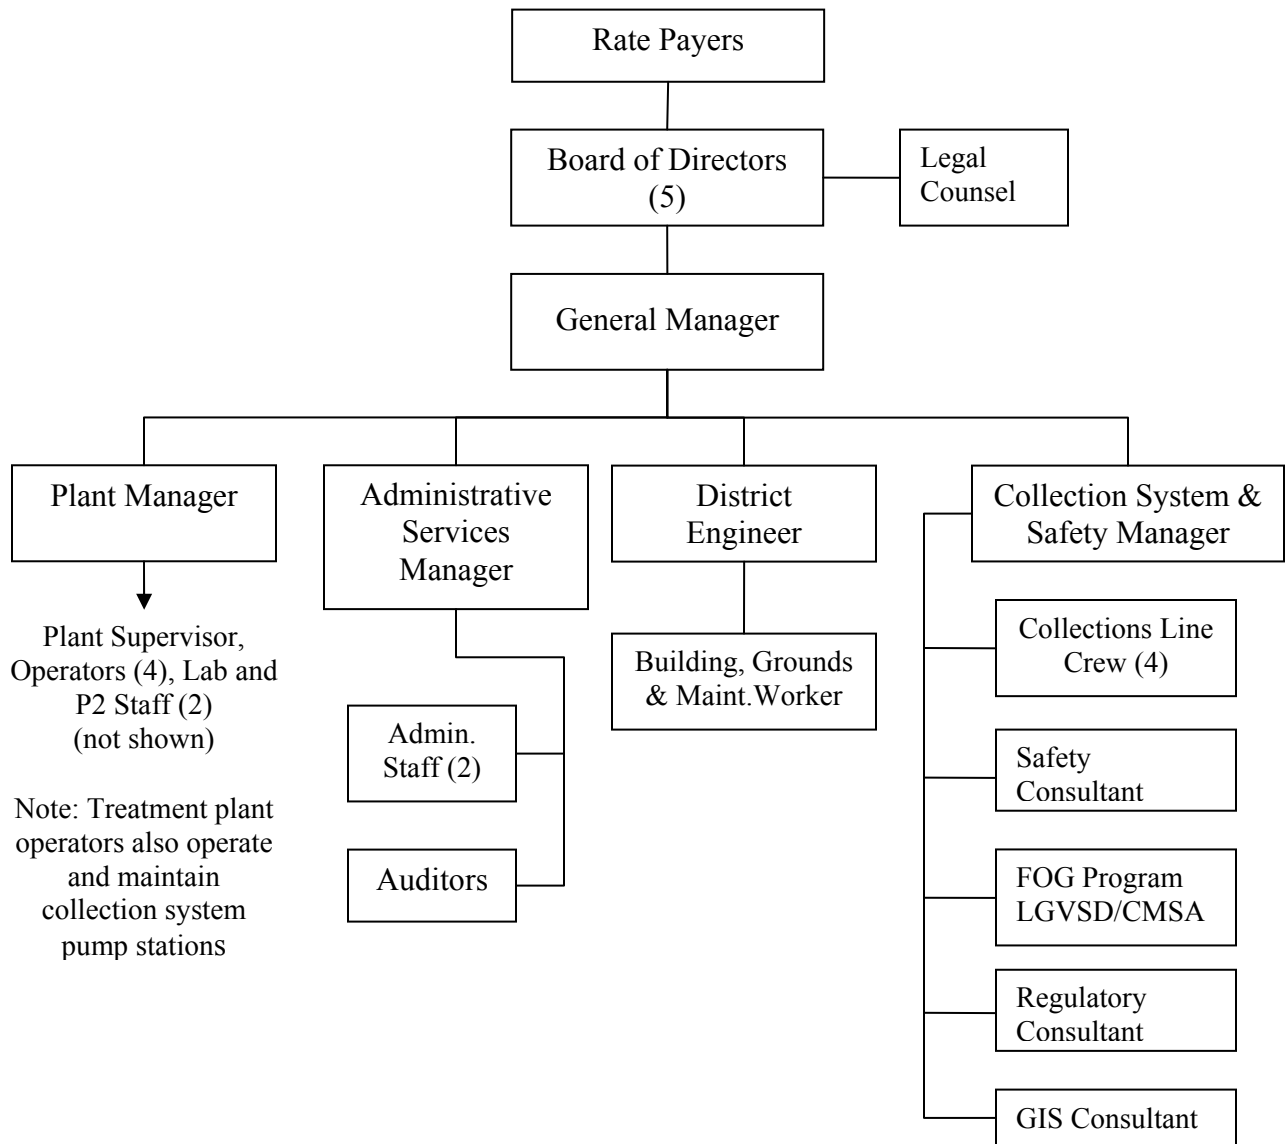 Rate Payers
Board of Directors
(5)
Legal
Counsel
General Manager
Plant Manager
Administrative
Services
Manager
District
Engineer
Collection System &
Safety Manager
Plant Supervisor,
Operators (4), Lab and
P2 Staff (2)
(not shown)
Note: Treatment plant
operators also operate
and maintain
collection system
pump stations
Admin.
Staff (2)
Auditors
Building, Grounds
& Maint.Worker
Collections Line
Crew (4)
Safety
Consultant
FOG Program
LGVSD/CMSA
Regulatory
Consultant
GIS Consultant